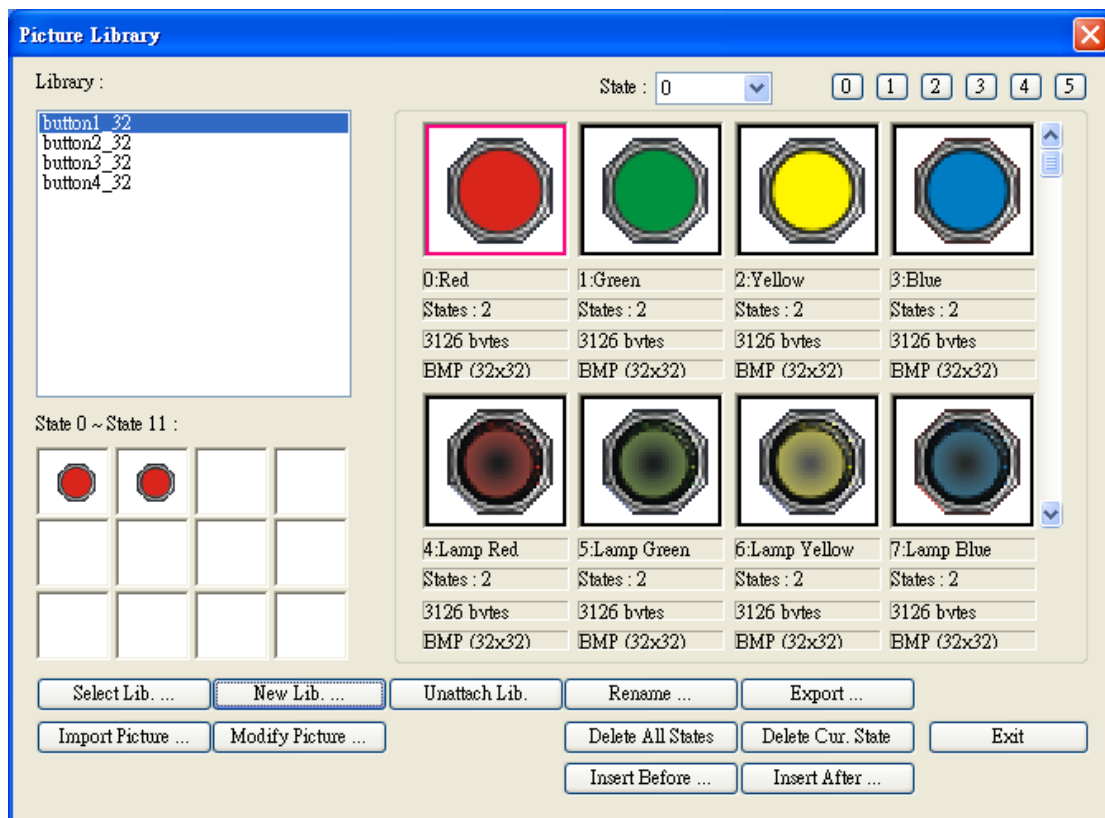 Picture Library
Library :
State : 0
0 1 2 3 4 5
button1_32
button2_32
button3_32
button4_32
0:Red 1:Green 2:Yellow 3:Blue
States : 2 States : 2 States : 2 States : 2
3126 bytes 3126 bytes 3126 bytes 3126 bytes
BMP (32x32) BMP (32x32) BMP (32x32) BMP (32x32)
State 0 ~ State 11 :
4:Lamp Red 5:Lamp Green 6:Lamp Yellow 7:Lamp Blue
States : 2 States : 2 States : 2 States : 2
3126 bytes 3126 bytes 3126 bytes 3126 bytes
BMP (32x32) BMP (32x32) BMP (32x32) BMP (32x32)
Select Lib. ... New Lib. ... Unattach Lib. Rename ... Export ...
Import Picture ... Modify Picture ... Delete All States Delete Cur. State Exit
Insert Before ... Insert After ...